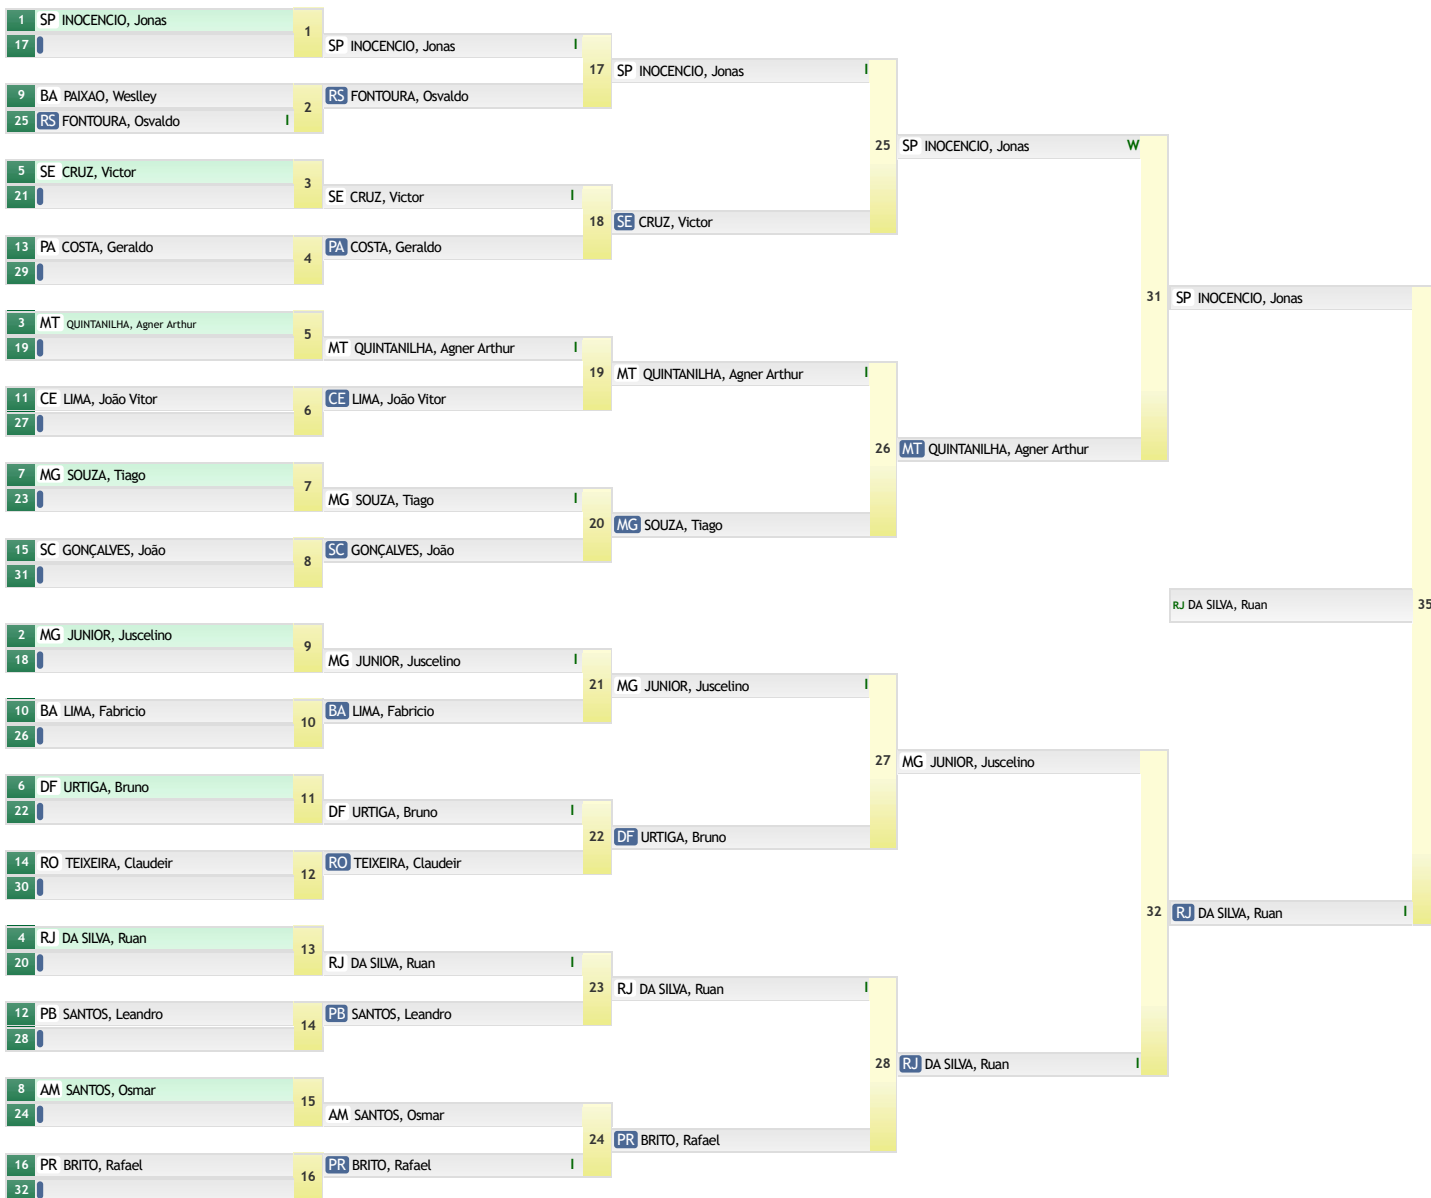 1 SP INOCENCIO, Jonas
1
17
SP INOCENCIO, Jonas I
17
SP INOCENCIO, Jonas I
9 BA PAIXAO, Weslley
2
RS FONTOURA, Osvaldo
25 RS FONTOURA, Osvaldo I
25
SP INOCENCIO, Jonas W
5 SE CRUZ, Victor
3
21
SE CRUZ, Victor I
18
SE CRUZ, Victor
13 PA COSTA, Geraldo
4
PA COSTA, Geraldo
29
31
SP INOCENCIO, Jonas
3 MT QUINTANILHA, Agner Arthur
5
19
MT QUINTANILHA, Agner Arthur I
19
MT QUINTANILHA, Agner Arthur I
11 CE LIMA, João Vitor
6
CE LIMA, João Vitor
27
26
MT QUINTANILHA, Agner Arthur
7 MG SOUZA, Tiago
7
23
MG SOUZA, Tiago I
20
MG SOUZA, Tiago
15 SC GONÇALVES, João
8
SC GONÇALVES, João
31
RJ DA SILVA, Ruan
35
2 MG JUNIOR, Juscelino
9
18
MG JUNIOR, Juscelino I
21
MG JUNIOR, Juscelino I
10 BA LIMA, Fabricio
10
BA LIMA, Fabricio
26
27
MG JUNIOR, Juscelino
6 DF URTIGA, Bruno
11
22
DF URTIGA, Bruno I
22
DF URTIGA, Bruno
14 RO TEIXEIRA, Claudeir
12
RO TEIXEIRA, Claudeir
30
32
RJ DA SILVA, Ruan I
4 RJ DA SILVA, Ruan
13
20
RJ DA SILVA, Ruan I
23
RJ DA SILVA, Ruan I
12 PB SANTOS, Leandro
14
PB SANTOS, Leandro
28
28
RJ DA SILVA, Ruan I
8 AM SANTOS, Osmar
15
24
AM SANTOS, Osmar
24
PR BRITO, Rafael
16 PR BRITO, Rafael
16
PR BRITO, Rafael I
32